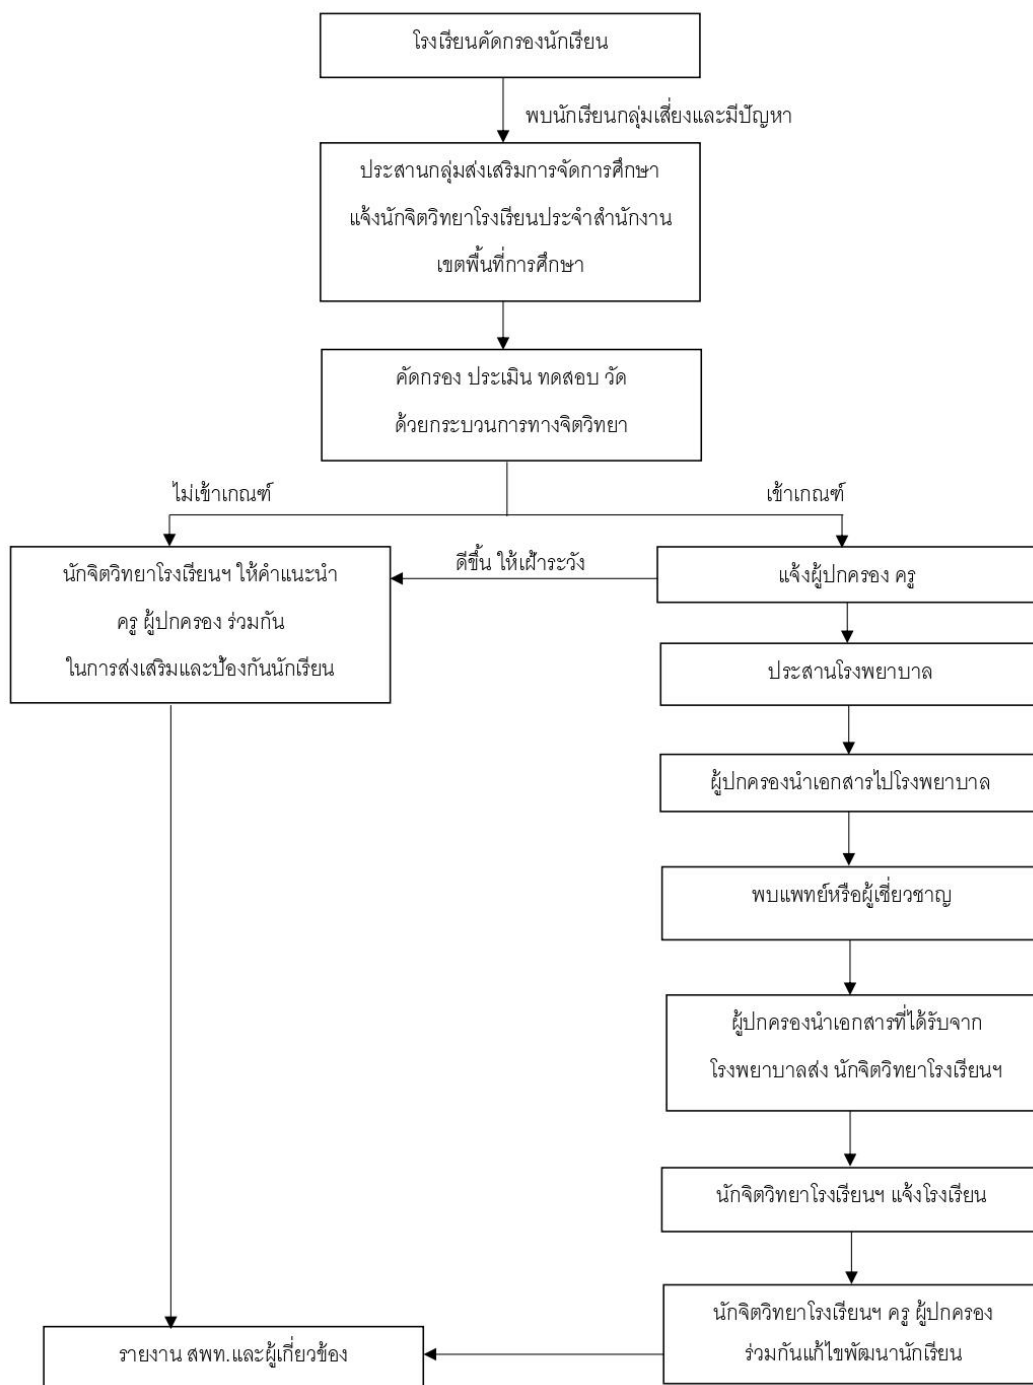 โรงเรียนคัดกรองนักเรียน
พบนักเรียนกลุ่มเสี่ยงและมีปัญหา
ประสานกลุ่มส่งเสริมการจัดการศึกษา
แจ้งนักจิตวิทยาโรงเรียนประจำสำนักงาน
เขตพื้นที่การศึกษา
คัดกรอง ประเมิน ทดสอบ วัด
ด้วยกระบวนการทางจิตวิทยา
ไม่เข้าเกณฑ์
เข้าเกณฑ์
นักจิตวิทยาโรงเรียนฯ ให้คำแนะนำ
ครู ผู้ปกครอง ร่วมกัน
ในการส่งเสริมและป้องกันนักเรียน
ดีขึ้น ให้เฝ้าระวัง
แจ้งผู้ปกครอง ครู
ประสานโรงพยาบาล
ผู้ปกครองนำเอกสารไปโรงพยาบาล
พบแพทย์หรือผู้เชี่ยวชาญ
ผู้ปกครองนำเอกสารที่ได้รับจาก
โรงพยาบาลส่ง นักจิตวิทยาโรงเรียนฯ
นักจิตวิทยาโรงเรียนฯ แจ้งโรงเรียน
นักจิตวิทยาโรงเรียนฯ ครู ผู้ปกครอง
ร่วมกันแก้ไขพัฒนานักเรียน
รายงาน สพท.และผู้เกี่ยวข้อง